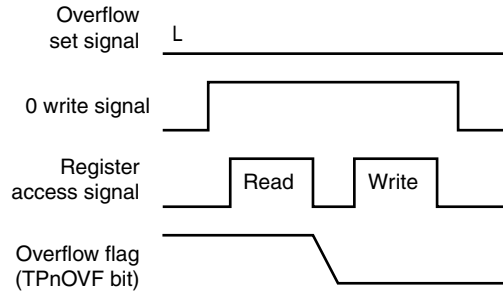 Overflow
set signal
L
0 write signal
Register
access signal
Read
Write
Overflow flag
(TPnOVF bit)